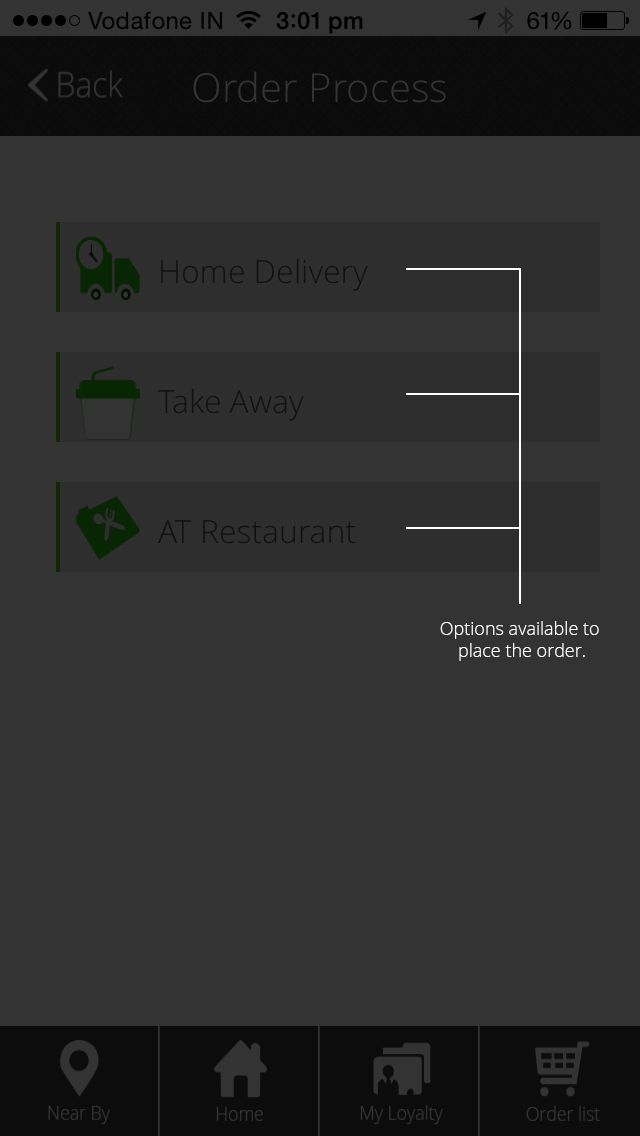 Vodafone IN 3:01 pm 61%
Back Order Process
Home Delivery
Take Away
AT Restaurant
Options available to
place the order.
Near By Home My Loyalty Order list